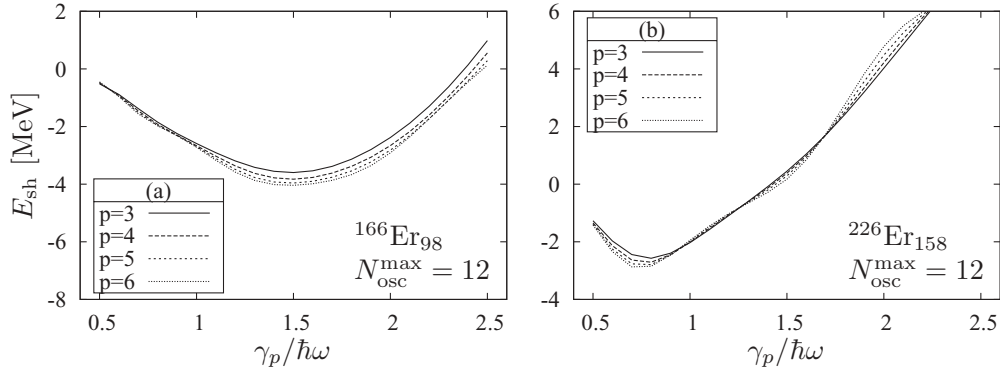 E_sh [MeV]
2
0
-2
-4
-6
-8
(a)
p=3
p=4
p=5
p=6
¹⁶⁶Er₉₈
N_osc^max = 12
0.5
1
1.5
2
2.5
γ_p/ℏω
6
4
2
0
-2
-4
(b)
p=3
p=4
p=5
p=6
²²⁶Er₁₅₈
N_osc^max = 12
0.5
1
1.5
2
2.5
γ_p/ℏω